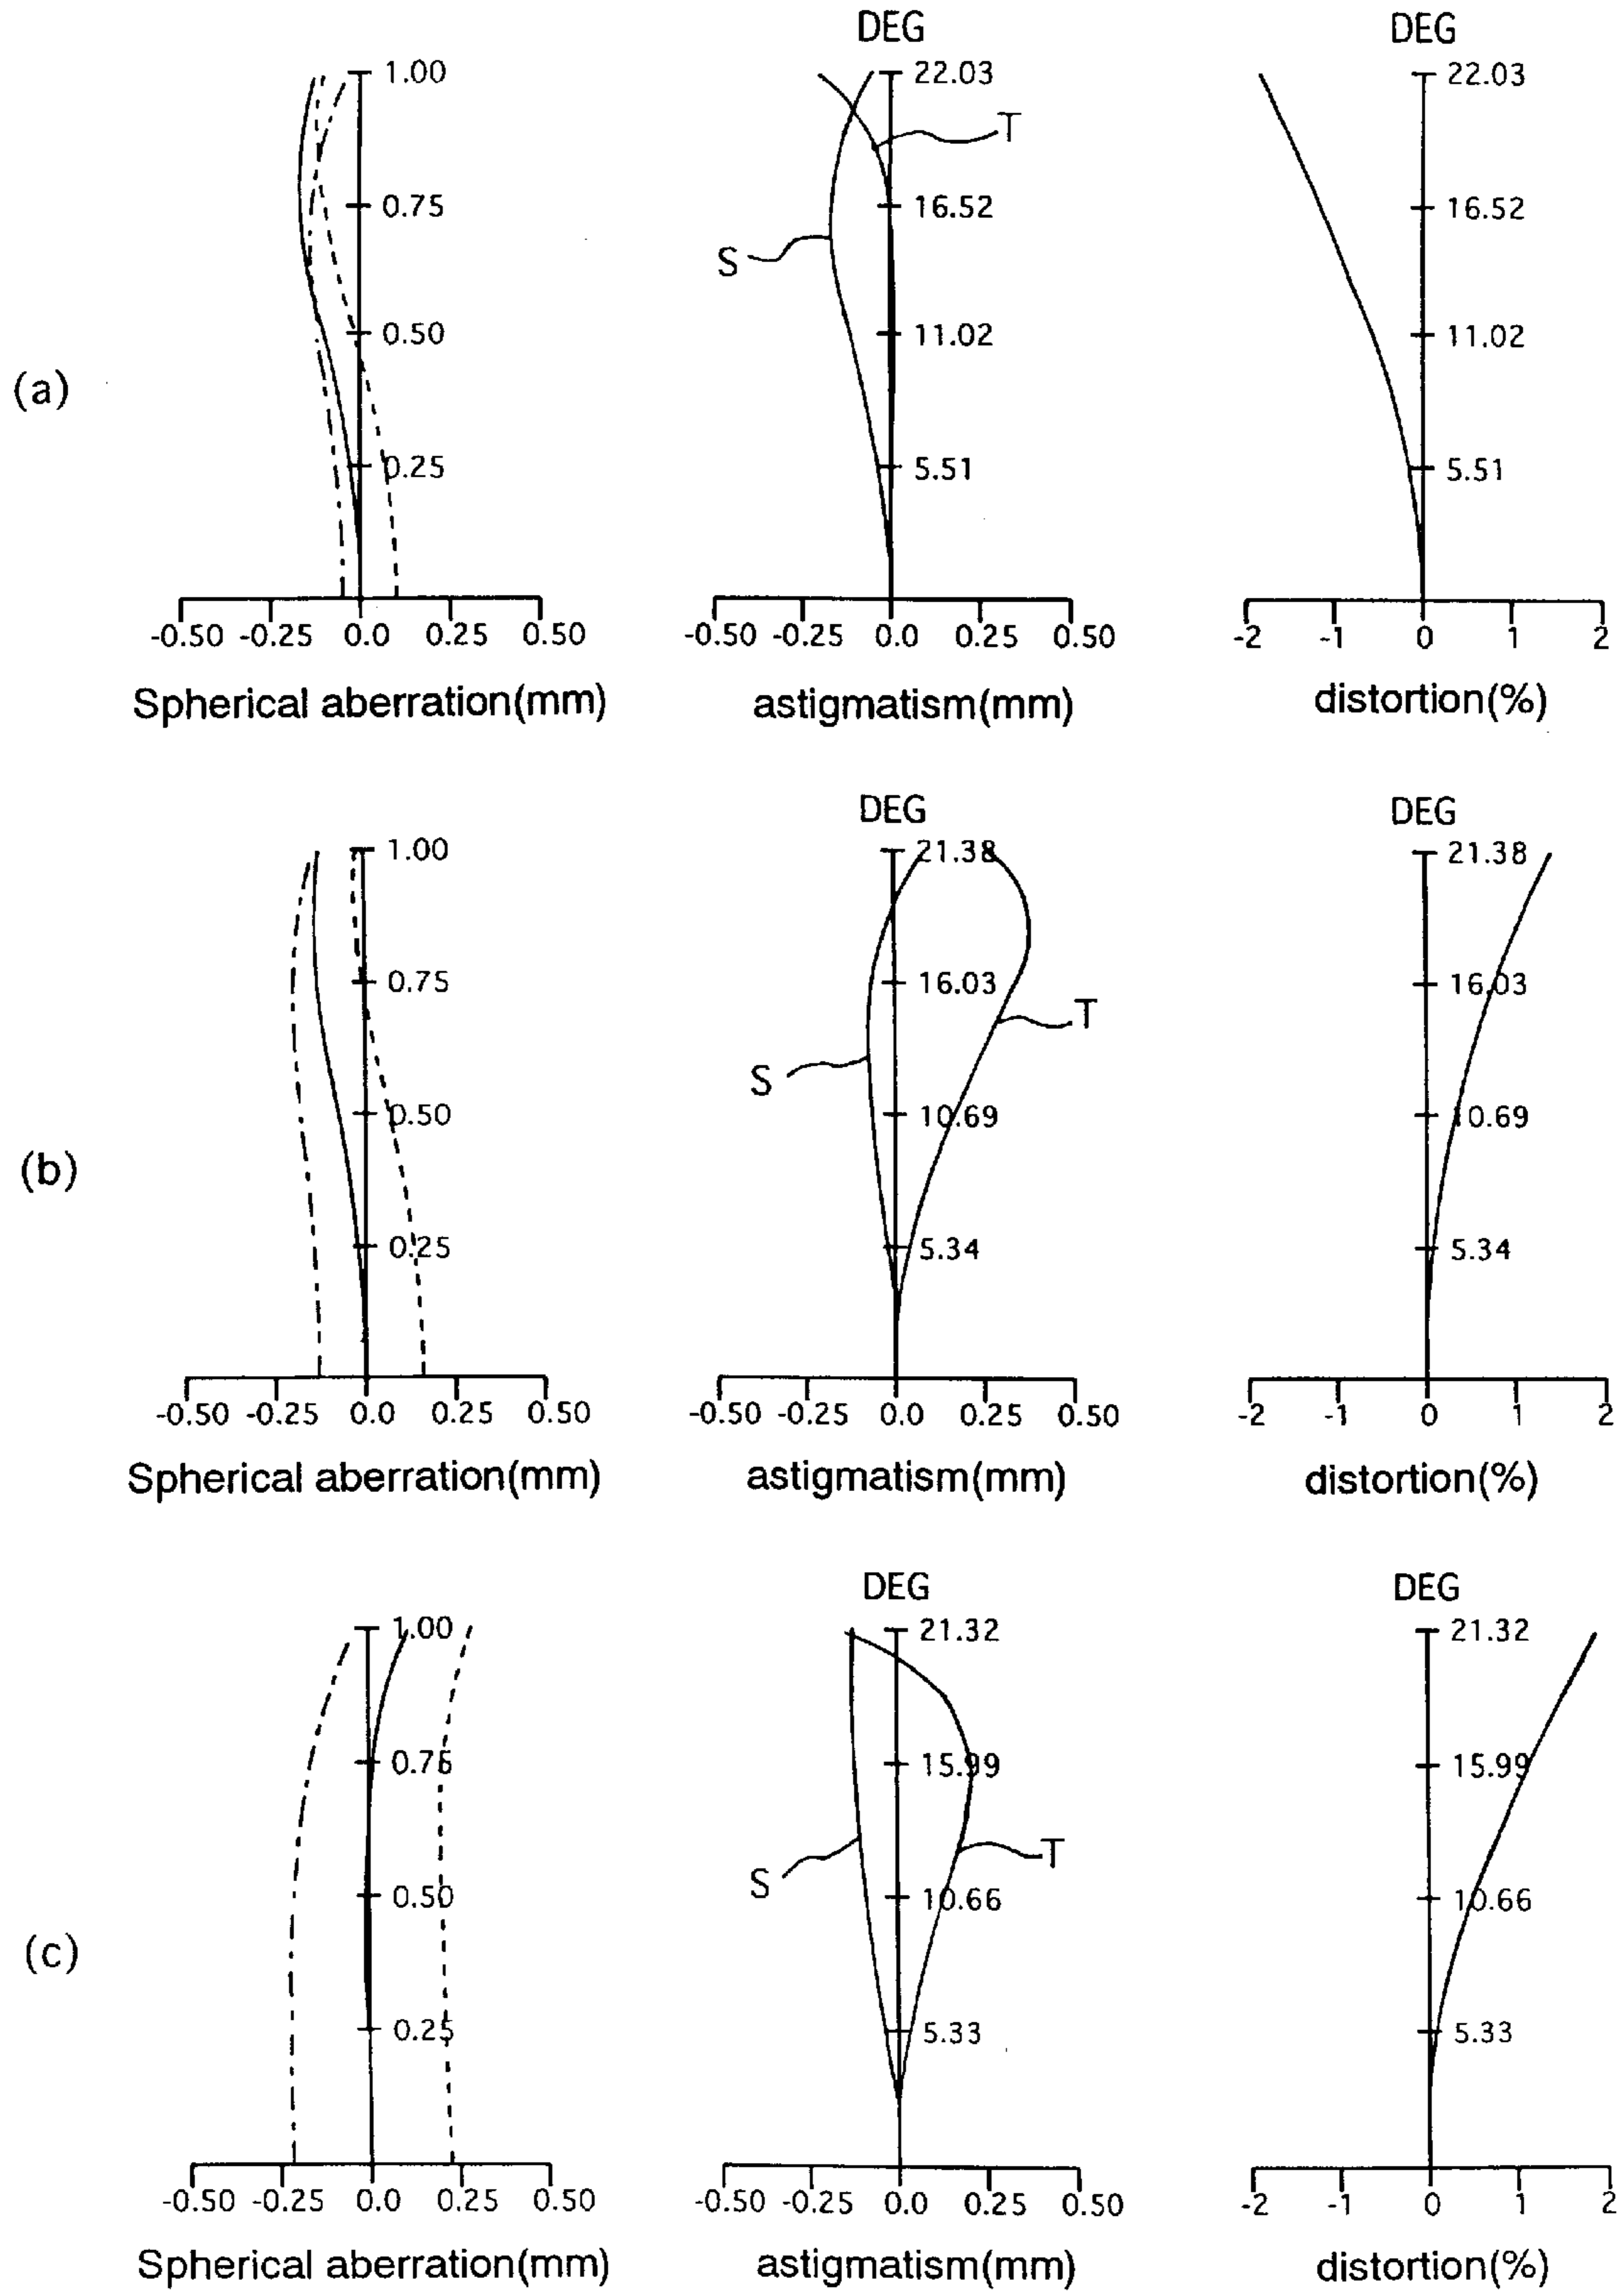 (a)
1.00
0.75
0.50
0.25
-0.50 -0.25 0.0 0.25 0.50
Spherical aberration(mm)
DEG
22.03
T
16.52
S
11.02
5.51
-0.50 -0.25 0.0 0.25 0.50
astigmatism(mm)
DEG
22.03
16.52
11.02
5.51
-2 -1 0 1 2
distortion(%)
(b)
1.00
0.75
0.50
0.25
-0.50 -0.25 0.0 0.25 0.50
Spherical aberration(mm)
DEG
21.38
16.03
T
S
10.69
5.34
-0.50 -0.25 0.0 0.25 0.50
astigmatism(mm)
DEG
21.38
16.03
10.69
5.34
-2 -1 0 1 2
distortion(%)
(c)
1.00
0.75
0.50
0.25
-0.50 -0.25 0.0 0.25 0.50
Spherical aberration(mm)
DEG
21.32
15.99
T
S
10.66
5.33
-0.50 -0.25 0.0 0.25 0.50
astigmatism(mm)
DEG
21.32
15.99
10.66
5.33
-2 -1 0 1 2
distortion(%)